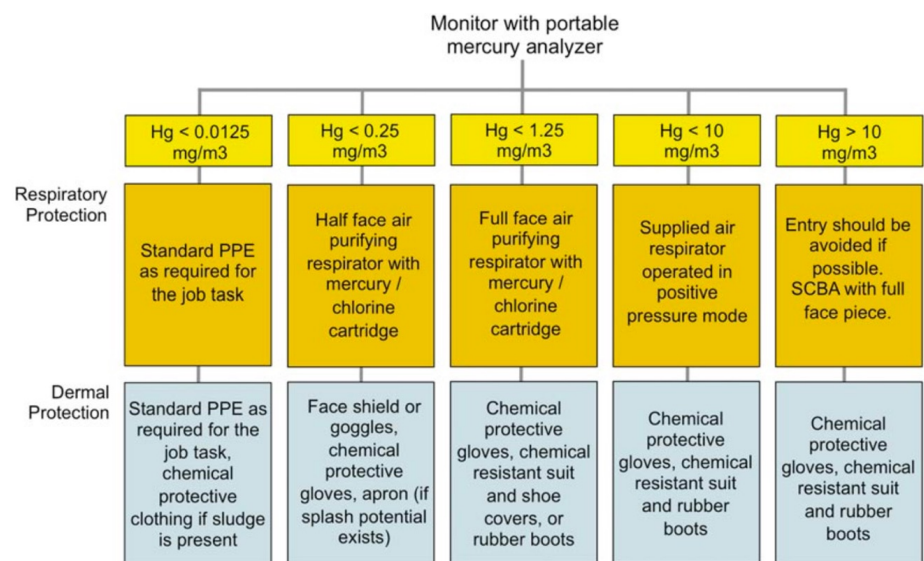 Monitor with portable
mercury analyzer
Hg < 0.0125
mg/m3
Hg < 0.25
mg/m3
Hg < 1.25
mg/m3
Hg < 10
mg/m3
Hg > 10
mg/m3
Respiratory
Protection
Standard PPE
as required for
the job task
Half face air
purifying
respirator with
mercury /
chlorine
cartridge
Full face air
purifying
respirator with
mercury /
chlorine
cartridge
Supplied air
respirator
operated in
positive
pressure mode
Entry should be
avoided if
possible.
SCBA with full
face piece.
Dermal
Protection
Standard PPE as
required for the
job task,
chemical
protective
clothing if sludge
is present
Face shield or
goggles,
chemical
protective
gloves, apron (if
splash potential
exists)
Chemical
protective
gloves, chemical
resistant suit
and shoe
covers, or
rubber boots
Chemical
protective
gloves, chemical
resistant suit
and rubber
boots
Chemical
protective
gloves, chemical
resistant suit
and rubber
boots